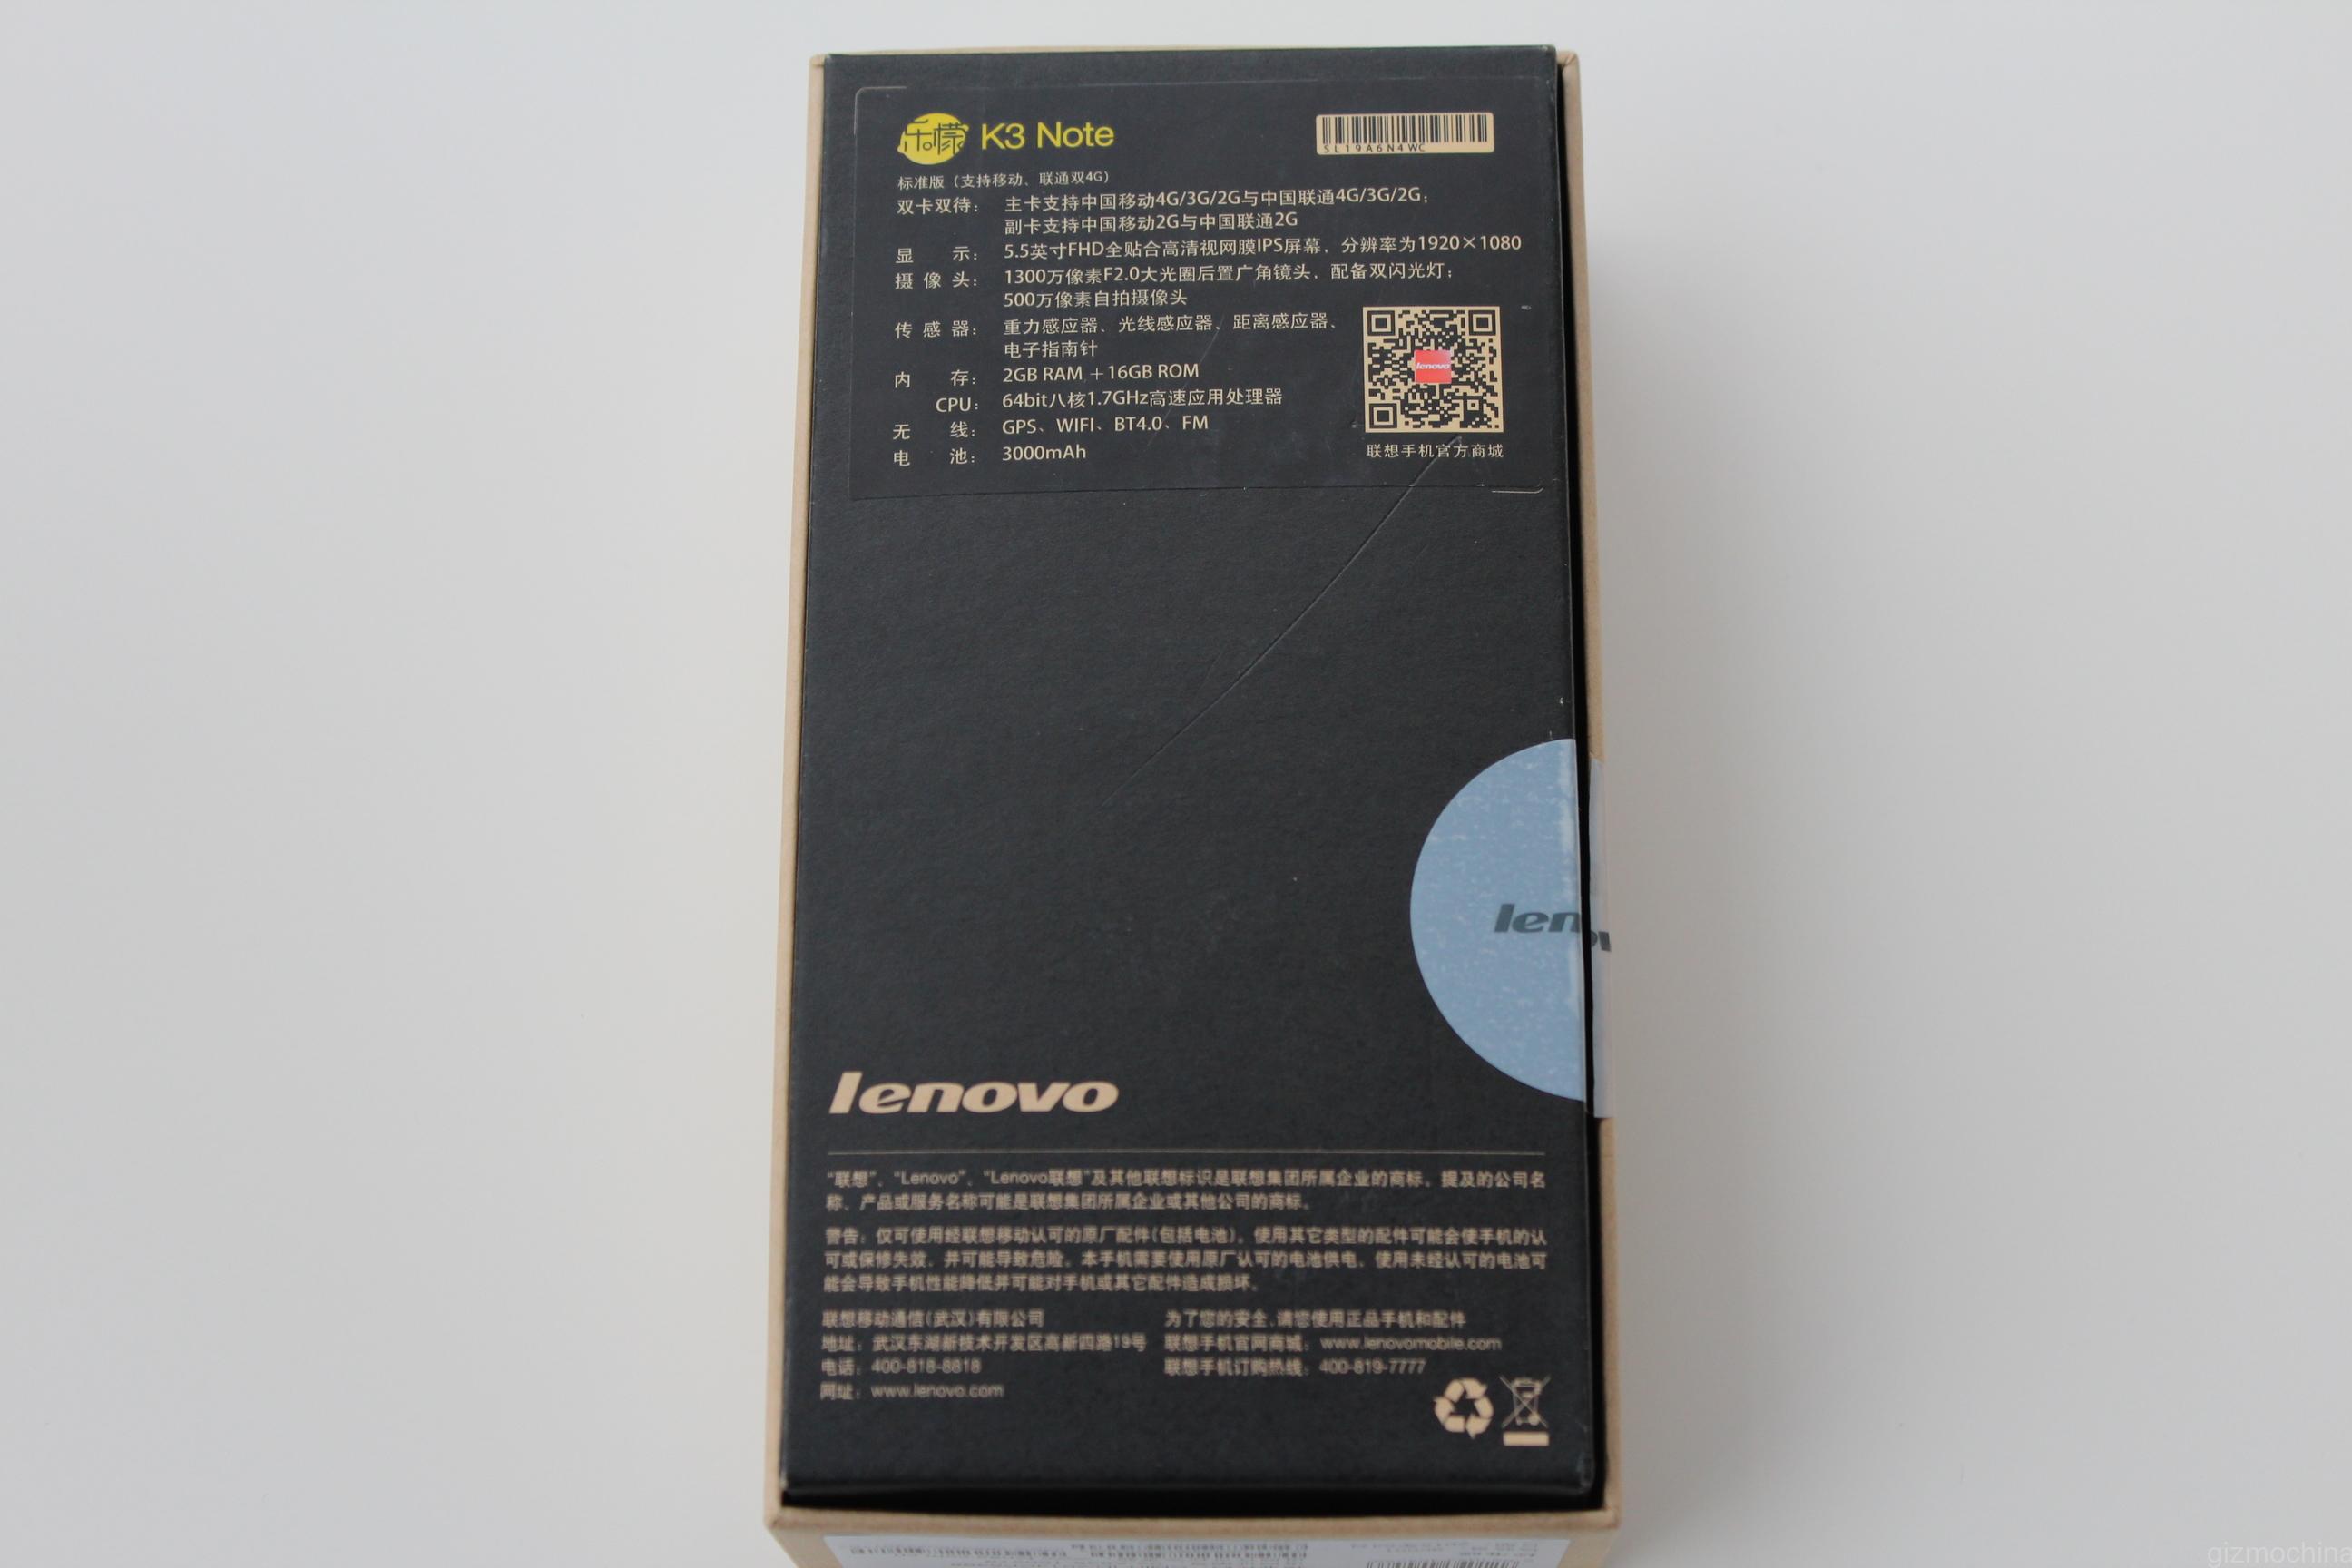 乐檬 K3 Note
SL19A6N4WC
标准版（支持移动、联通双4G）
双卡双待： 主卡支持中国移动4G/3G/2G与中国联通4G/3G/2G；
副卡支持中国移动2G与中国联通2G
显 示： 5.5英寸FHD全贴合高清视网膜IPS屏幕，分辨率为1920×1080
摄 像 头： 1300万像素F2.0大光圈后置广角镜头，配备双闪光灯；
500万像素自拍摄像头
传 感 器： 重力感应器、光线感应器、距离感应器、
电子指南针
内 存： 2GB RAM +16GB ROM
CPU： 64bit八核1.7GHz高速应用处理器
无 线： GPS、WIFI、BT4.0、FM
电 池： 3000mAh
lenovo
联想手机官方商城
lenov
lenovo
“联想”、“Lenovo”、“Lenovo联想”及其他联想标识是联想集团所属企业的商标。提及的公司名
称、产品或服务名称可能是联想集团所属企业或其他公司的商标。
警告：仅可使用经联想移动认可的原厂配件(包括电池)。使用其它类型的配件可能会使手机的认
可或保修失效，并可能导致危险。本手机需要使用原厂认可的电池供电，使用未经认可的电池可
能会导致手机性能降低并可能对手机或其它配件造成损坏。
联想移动通信(武汉)有限公司
地址：武汉东湖新技术开发区高新四路19号
电话：400-818-8818
网址：www.lenovo.com
为了您的安全,请您使用正品手机和配件
联想手机官网商城：www.lenovomobile.com
联想手机订购热线：400-819-7777
gizmochina